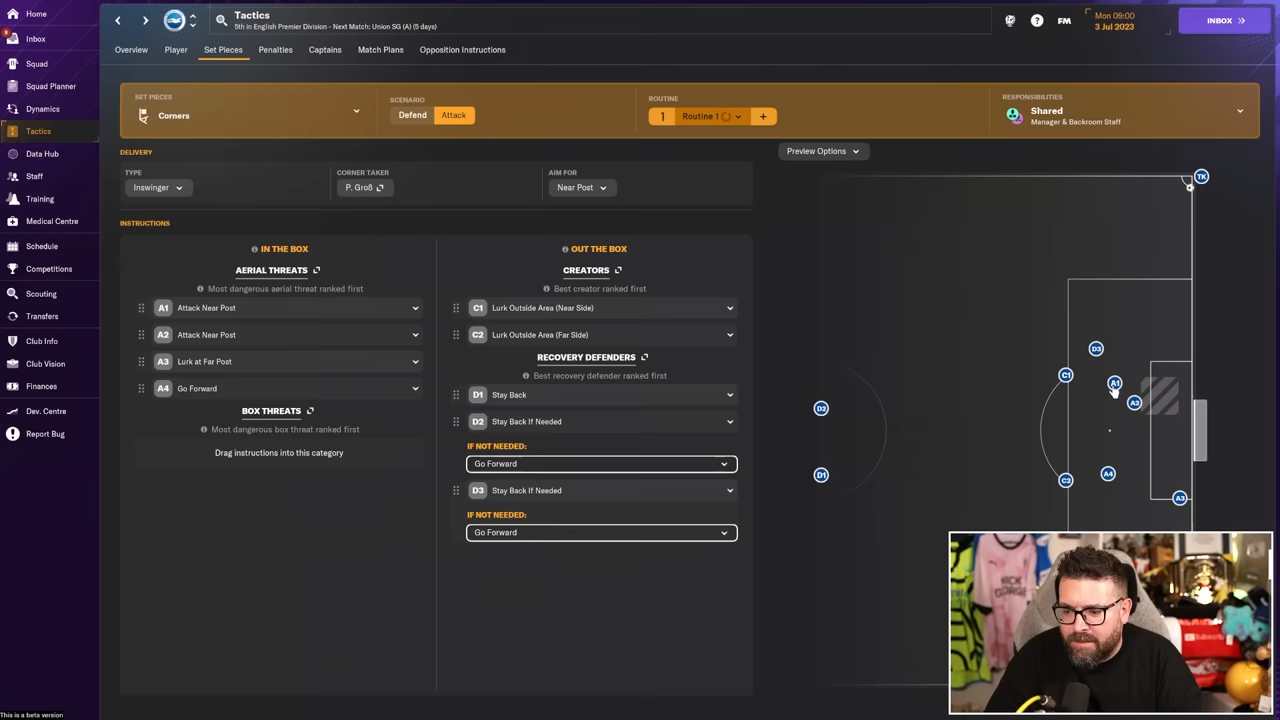 Home
8
Inbox
Squad
Squad Planner
Dynamics
Tactics
Data Hub
Staff
Training
Medical Centre
Schedule
Competitions
Scouting
Transfers
Club Info
Club Vision
Finances
Dev. Centre
Report Bug
This is a beta version
Tactics
5th in English Premier Division - Next Match: Union SG (A) (5 days)
? FM
Mon 09:00
3 Jul 2023
INBOX
Overview Player Set Pieces Penalties Captains Match Plans Opposition Instructions
SET PIECES
Corners
SCENARIO
Defend Attack
ROUTINE
1 Routine 1 +
RESPONSIBILITIES
Shared
Manager & Backroom Staff
DELIVERY
TYPE
Inswinger
CORNER TAKER
P. Groß
AIM FOR
Near Post
INSTRUCTIONS
IN THE BOX
AERIAL THREATS
Most dangerous aerial threat ranked first
A1 Attack Near Post
A2 Attack Near Post
A3 Lurk at Far Post
A4 Go Forward
BOX THREATS
Most dangerous box threat ranked first
Drag instructions into this category
OUT THE BOX
CREATORS
Best creator ranked first
C1 Lurk Outside Area (Near Side)
C2 Lurk Outside Area (Far Side)
RECOVERY DEFENDERS
Best recovery defender ranked first
D1 Stay Back
D2 Stay Back If Needed
IF NOT NEEDED:
Go Forward
D3 Stay Back If Needed
IF NOT NEEDED:
Go Forward
Preview Options
TK
D3
C1
A1
A2
D2
A4
D1
C2
A3